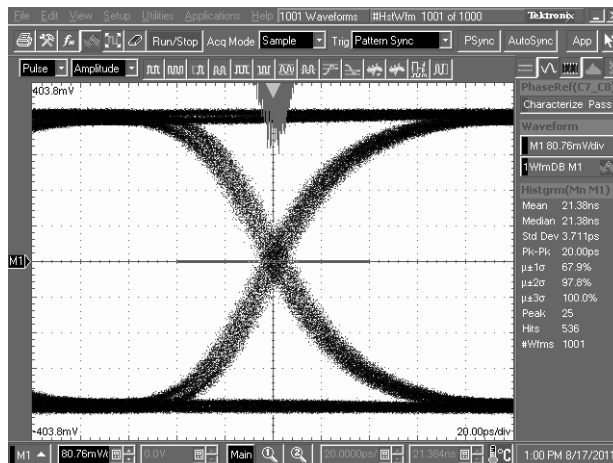 File Edit View Setup Utilities Applications Help 1001 Waveforms #HstWfm 1001 of 1000 Tektronix
Run/Stop Acq Mode Sample Trig Pattern Sync PSync AutoSync App
Pulse Amplitude
403.8mV
PhaseRef(C7_C8)
Characterize Pass
Waveform
M1 80.76mV/div
1 WfmDB M1
Histgrm(Mn M1)
Mean 21.38ns
Median 21.38ns
Std Dev 3.711ps
Pk-Pk 20.00ps
µ±1σ 67.9%
µ±2σ 97.8%
µ±3σ 100.0%
Peak 25
Hits 536
#Wfms 1001
M1
-403.8mV 20.00ps/div
M1 80.76mV/ 0.0V Main 1 2 20.0000ps/ 21.384ns °C 1:00 PM 8/17/201